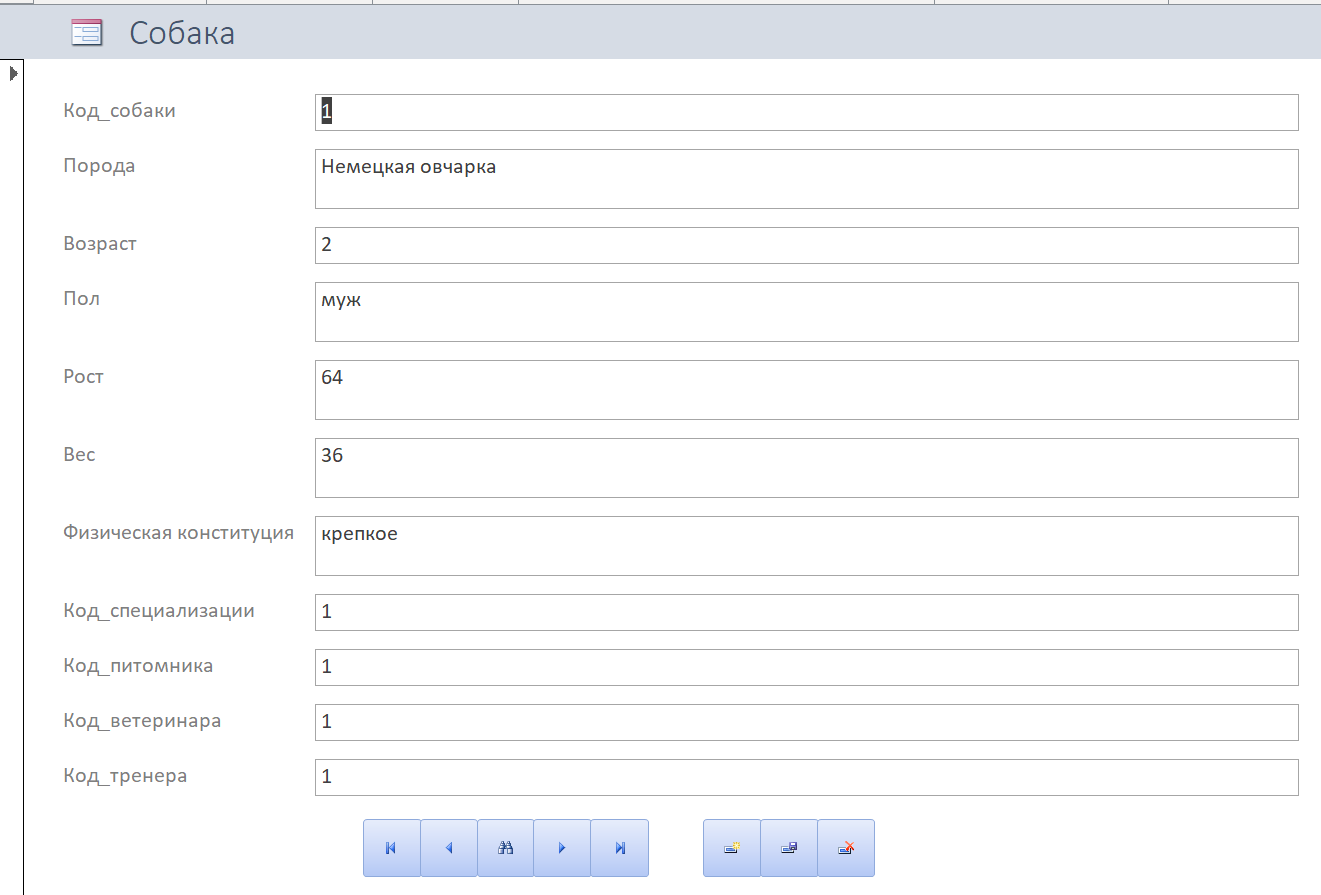 Собака
Код_собаки 1
Порода Немецкая овчарка
Возраст 2
Пол муж
Рост 64
Вес 36
Физическая конституция крепкое
Код_специализации 1
Код_питомника 1
Код_ветеринара 1
Код_тренера 1